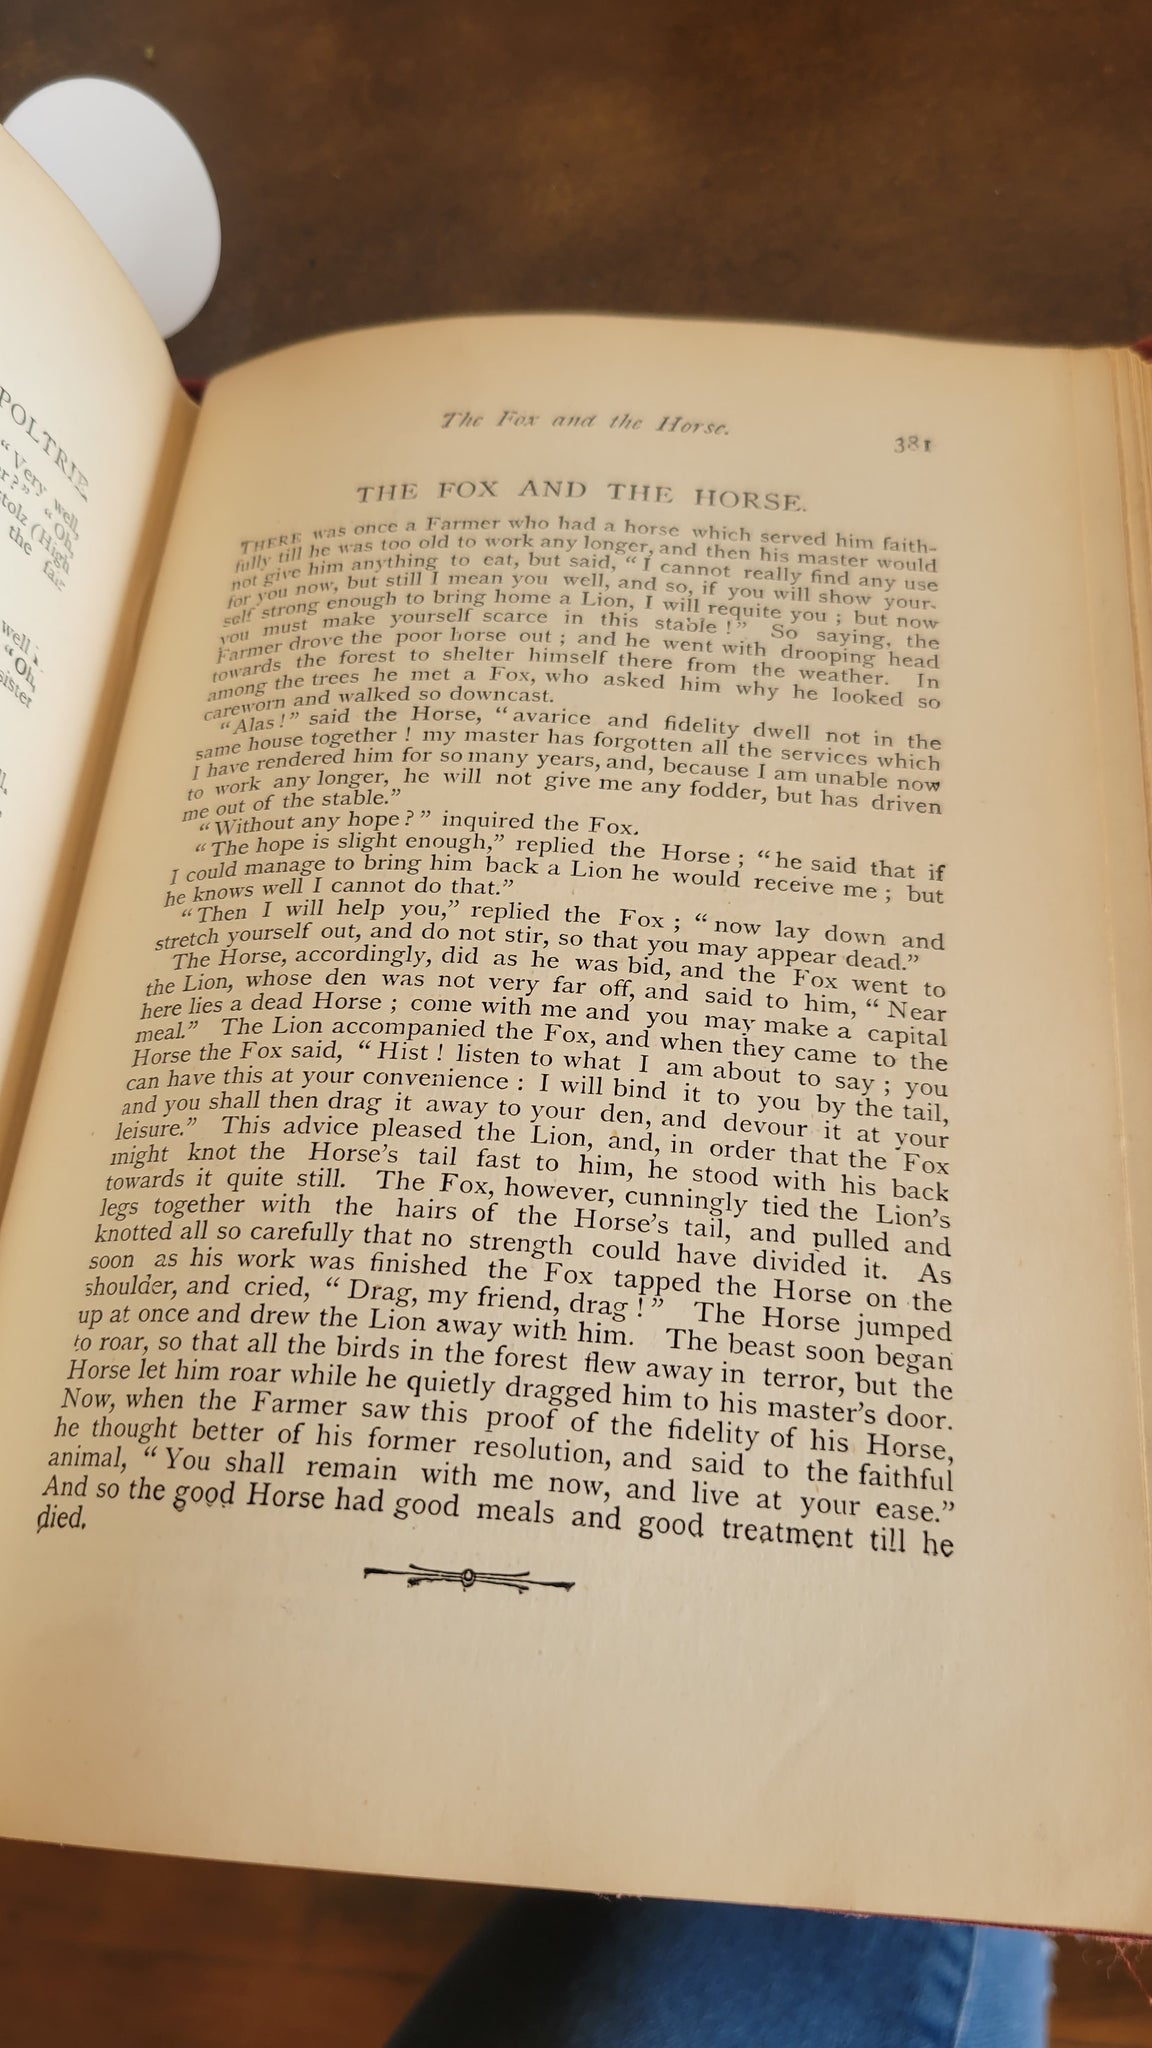 POLTRIE
"Very well,
er?" "Oh,
stolz (High
the fair
well
"Oh,
sister
The Fox and the Horse. 381
THE FOX AND THE HORSE.
THERE was once a Farmer who had a horse which served him faith-
fully till he was too old to work any longer, and then his master would
not give him anything to eat, but said, "I cannot really find any use
for you now, but still I mean you well, and so, if you will show your-
self strong enough to bring home a Lion, I will requite you ; but now
you must make yourself scarce in this stable !" So saying, the
Farmer drove the poor horse out ; and he went with drooping head
towards the forest to shelter himself there from the weather. In
among the trees he met a Fox, who asked him why he looked so
careworn and walked so downcast.
"Alas !" said the Horse, "avarice and fidelity dwell not in the
same house together ! my master has forgotten all the services which
I have rendered him for so many years, and, because I am unable now
to work any longer, he will not give me any fodder, but has driven
me out of the stable."
"Without any hope ?" inquired the Fox.
"The hope is slight enough," replied the Horse ; "he said that if
I could manage to bring him back a Lion he would receive me ; but
he knows well I cannot do that."
"Then I will help you," replied the Fox ; "now lay down and
stretch yourself out, and do not stir, so that you may appear dead."
The Horse, accordingly, did as he was bid, and the Fox went to
the Lion, whose den was not very far off, and said to him, "Near
here lies a dead Horse ; come with me and you may make a capital
meal." The Lion accompanied the Fox, and when they came to the
Horse the Fox said, "Hist ! listen to what I am about to say ; you
can have this at your convenience : I will bind it to you by the tail,
and you shall then drag it away to your den, and devour it at your
leisure." This advice pleased the Lion, and, in order that the Fox
might knot the Horse's tail fast to him, he stood with his back
towards it quite still. The Fox, however, cunningly tied the Lion's
legs together with the hairs of the Horse's tail, and pulled and
knotted all so carefully that no strength could have divided it. As
soon as his work was finished the Fox tapped the Horse on the
shoulder, and cried, "Drag, my friend, drag !" The Horse jumped
up at once and drew the Lion away with him. The beast soon began
to roar, so that all the birds in the forest flew away in terror, but the
Horse let him roar while he quietly dragged him to his master's door.
Now, when the Farmer saw this proof of the fidelity of his Horse,
he thought better of his former resolution, and said to the faithful
animal, "You shall remain with me now, and live at your ease."
And so the good Horse had good meals and good treatment till he
died.